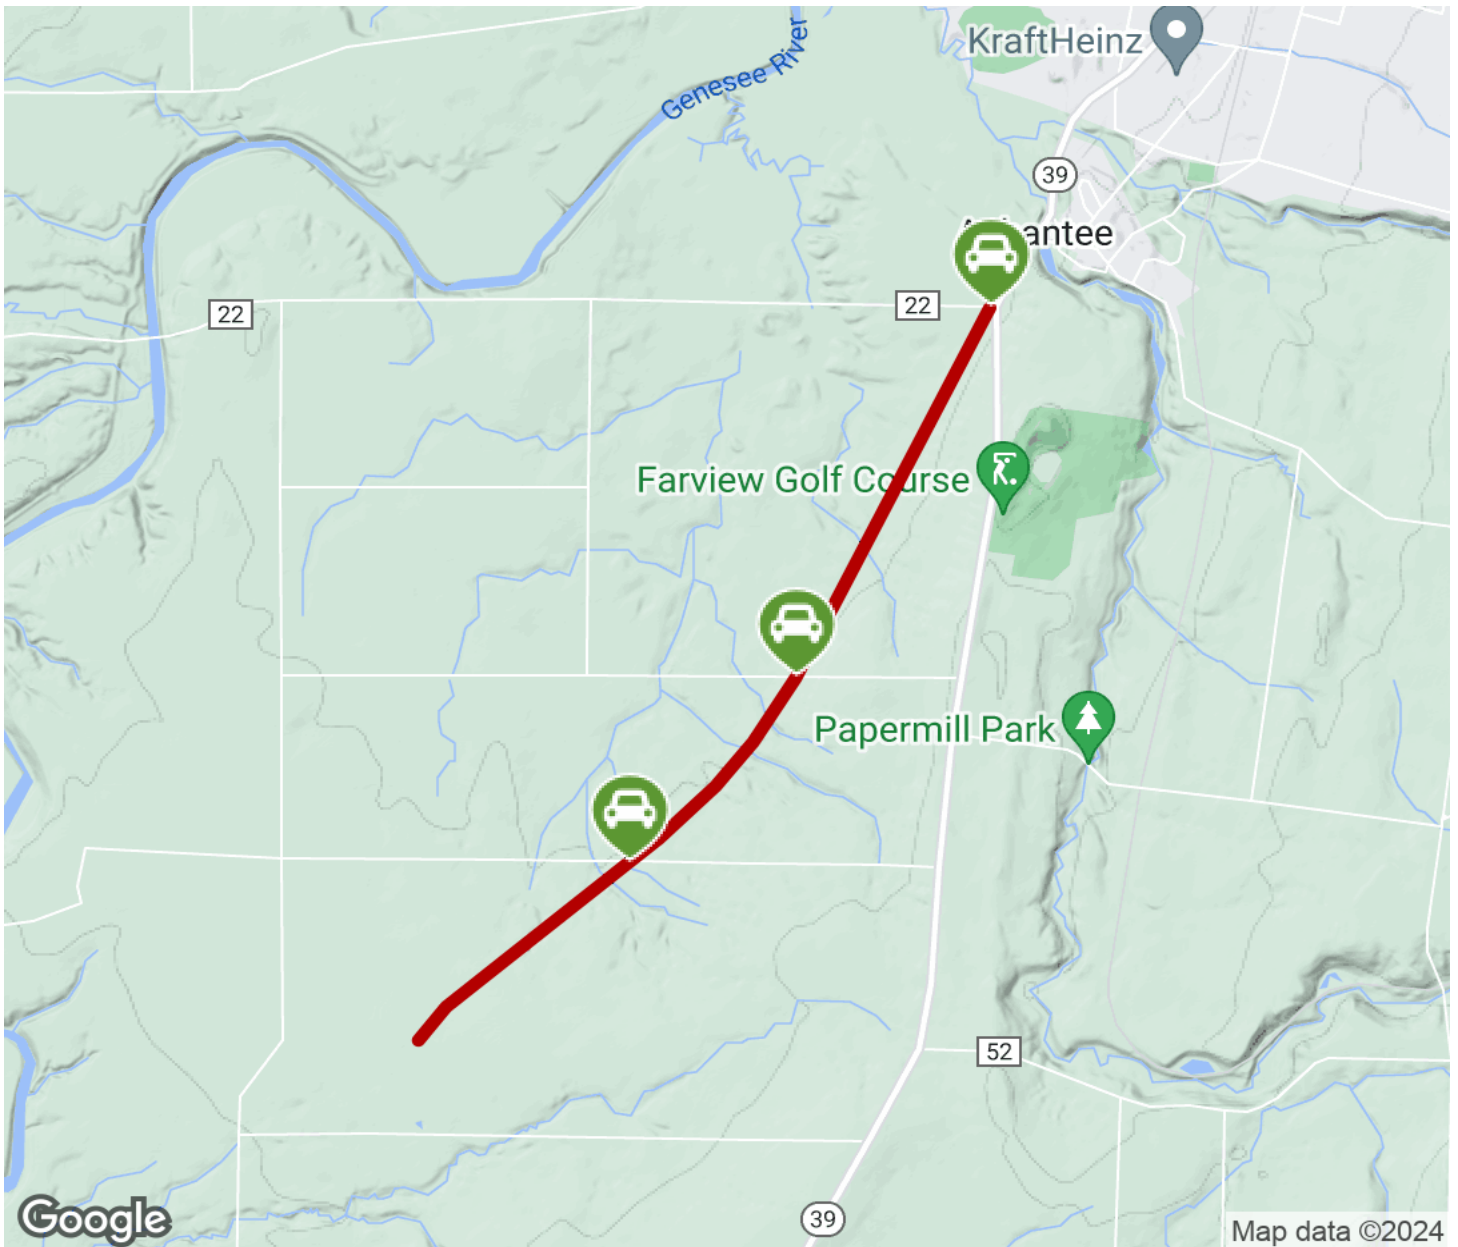 KraftHeinz
Genesee River
39
antee
22
22
Farview Golf Course
Papermill Park
52
39
Google
Map data ©2024